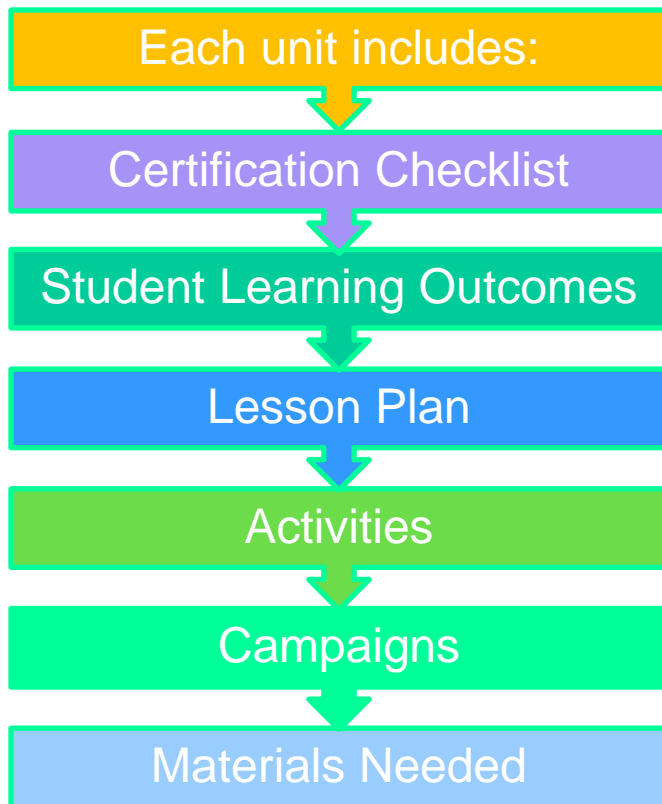 Each unit includes:
Certification Checklist
Student Learning Outcomes
Lesson Plan
Activities
Campaigns
Materials Needed